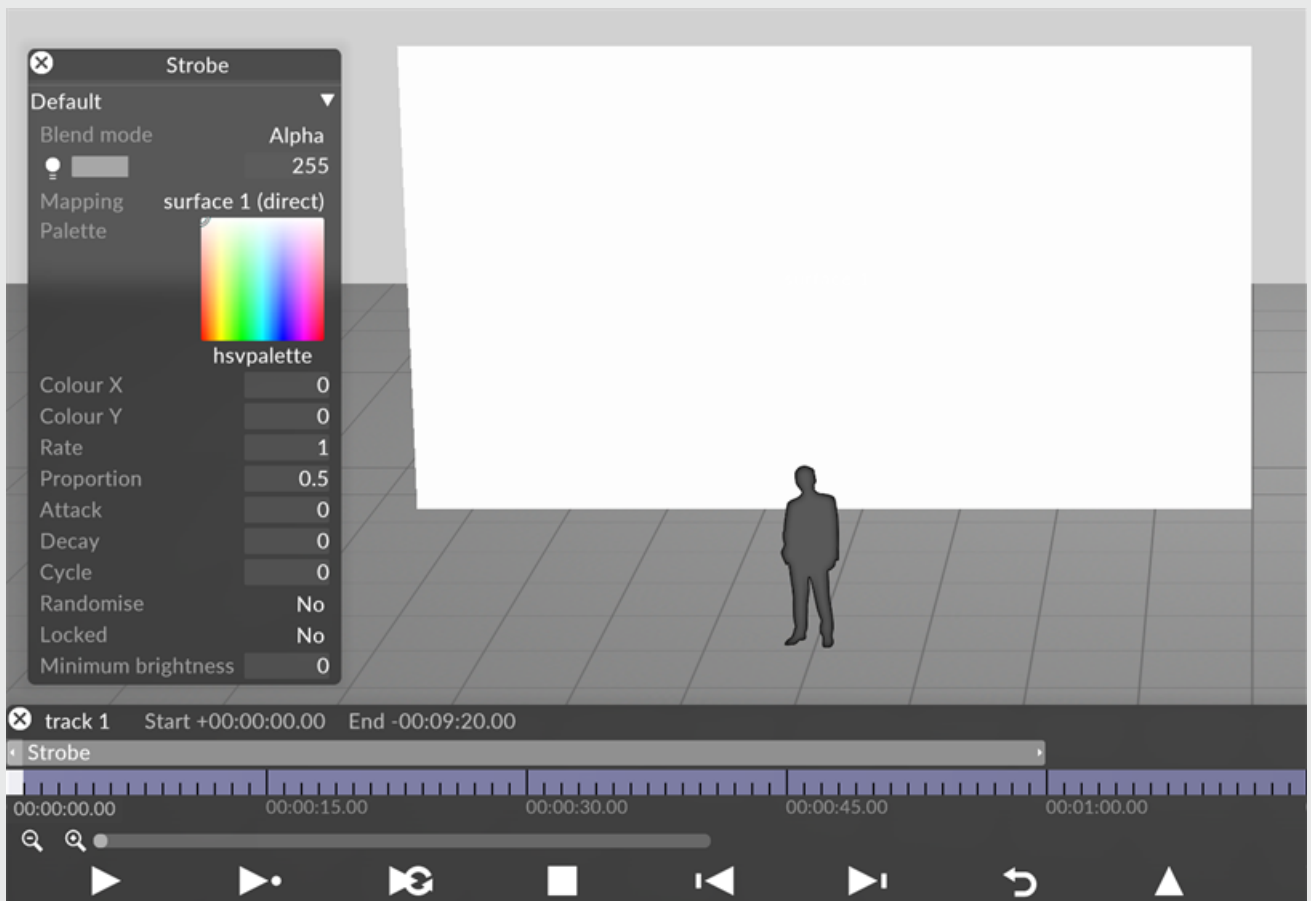 Strobe
Default
Blend mode Alpha
255
Mapping surface 1 (direct)
Palette
hsvpalette
Colour X 0
Colour Y 0
Rate 1
Proportion 0.5
Attack 0
Decay 0
Cycle 0
Randomise No
Locked No
Minimum brightness 0
track 1 Start +00:00:00.00 End -00:09:20.00
Strobe
00:00:00.00 00:00:15.00 00:00:30.00 00:00:45.00 00:01:00.00